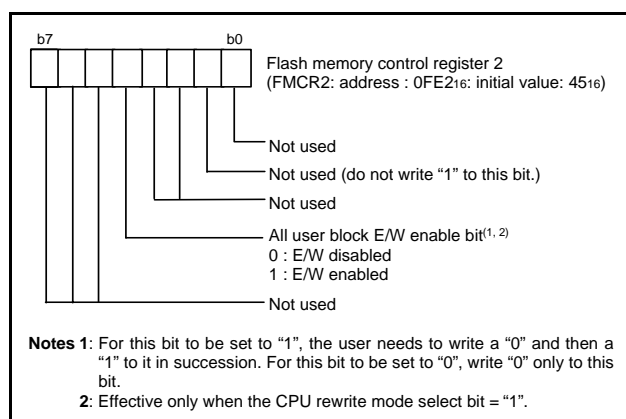 b7 b0
Flash memory control register 2
(FMCR2: address : 0FE216: initial value: 4516)
Not used
Not used (do not write “1” to this bit.)
Not used
All user block E/W enable bit(1, 2)
0 : E/W disabled
1 : E/W enabled
Not used
Notes 1: For this bit to be set to “1”, the user needs to write a “0” and then a
“1” to it in succession. For this bit to be set to “0”, write “0” only to this
bit.
2: Effective only when the CPU rewrite mode select bit = “1”.